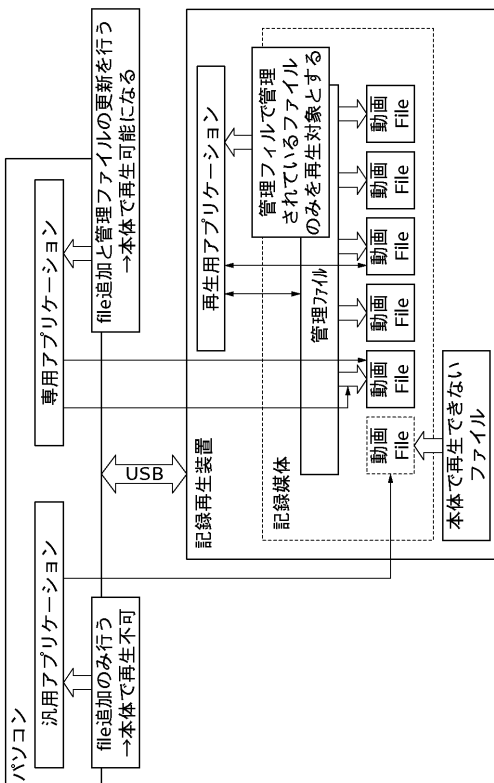 パソコン
汎用アプリケーション
file追加のみ行う
→本体で再生不可
専用アプリケーション
file追加と管理ファイルの更新を行う
→本体で再生可能になる
USB
記録再生装置
再生用アプリケーション
記録媒体
管理ファイル
管理フィルで管理
されているファイル
のみを再生対象とする
動画
File
動画
File
動画
File
動画
File
動画
File
動画
File
本体で再生できない
ファイル